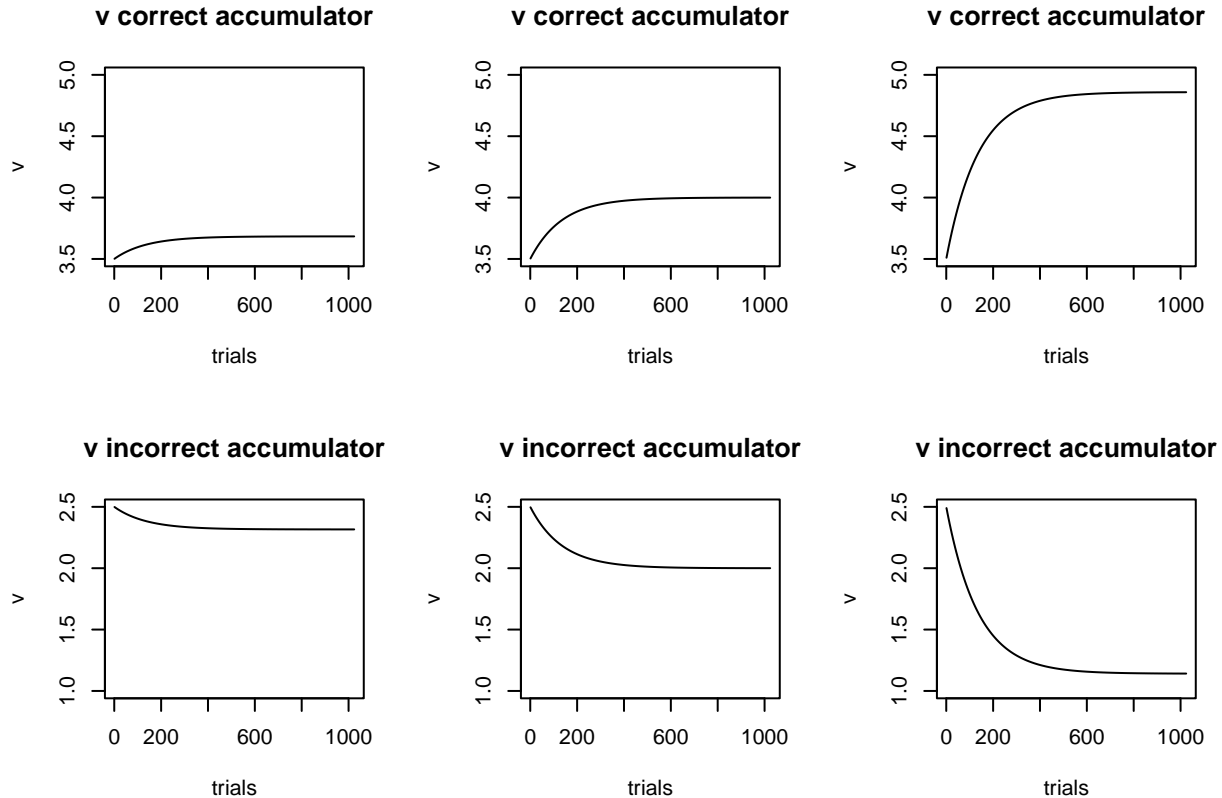 v correct accumulator
v
3.5 4.0 4.5 5.0
0 200 600 1000
trials
v correct accumulator
v
3.5 4.0 4.5 5.0
0 200 600 1000
trials
v correct accumulator
v
3.5 4.0 4.5 5.0
0 200 600 1000
trials
v incorrect accumulator
v
1.0 1.5 2.0 2.5
0 200 600 1000
trials
v incorrect accumulator
v
1.0 1.5 2.0 2.5
0 200 600 1000
trials
v incorrect accumulator
v
1.0 1.5 2.0 2.5
0 200 600 1000
trials